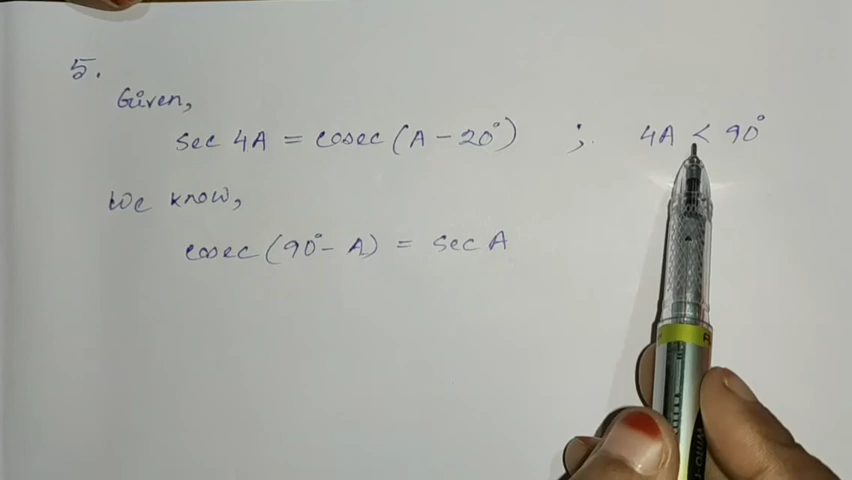 5.
Given,
sec 4A = cosec (A - 20°) ; 4A < 90°
We know,
cosec (90° - A) = sec A